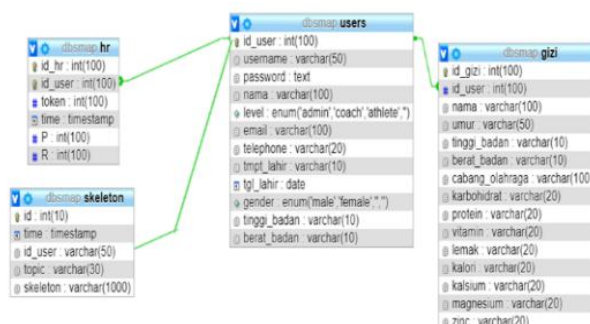 dbsmap hr
id_hr : int(100)
id_user : int(100)
token : int(100)
time : timestamp
P : int(100)
R : int(100)
dbsmap skeleton
id : int(10)
time : timestamp
id_user : varchar(50)
topic : varchar(30)
skeleton : varchar(1000)
dbsmap users
id_user : int(100)
username : varchar(50)
password : text
nama : varchar(100)
level : enum('admin','coach','athlete','')
email : varchar(100)
telephone : varchar(20)
tmpt_lahir : varchar(10)
tgl_lahir : date
gender : enum('male','female','','')
tinggi_badan : varchar(10)
berat_badan : varchar(10)
dbsmap gizi
id_gizi : int(100)
id_user : int(100)
nama : varchar(100)
umur : varchar(50)
tinggi_badan : varchar(10)
berat_badan : varchar(10)
cabang_olahraga : varchar(100
karbohidrat : varchar(20)
protein : varchar(20)
vitamin : varchar(20)
lemak : varchar(20)
kalori : varchar(20)
kalsium : varchar(20)
magnesium : varchar(20)
zinc : varchar(20)